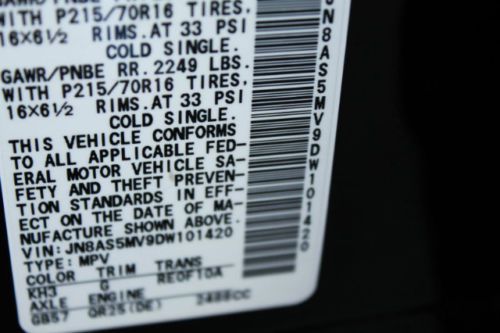 WITH P215/70R16 TIRES.
16X6½ RIMS. AT 33 PSI
COLD SINGLE.
GAWR/PNBE RR. 2249 LBS.
WITH P215/70R16 TIRES.
16X6½ RIMS. AT 33 PSI
COLD SINGLE.
THIS VEHICLE CONFORMS
TO ALL APPLICABLE FED-
ERAL MOTOR VEHICLE SA-
FETY AND THEFT PREVEN-
TION STANDARDS IN EFF-
ECT ON THE DATE OF MA-
NUFACTURE SHOWN ABOVE.
VIN: JN8AS5MV9DW101420
TYPE: MPV
COLOR TRIM TRANS
KH3 G RE0F10A
AXLE ENGINE
GB57 QR25(DE) 2488CC
JN8AS5MV9DW101420